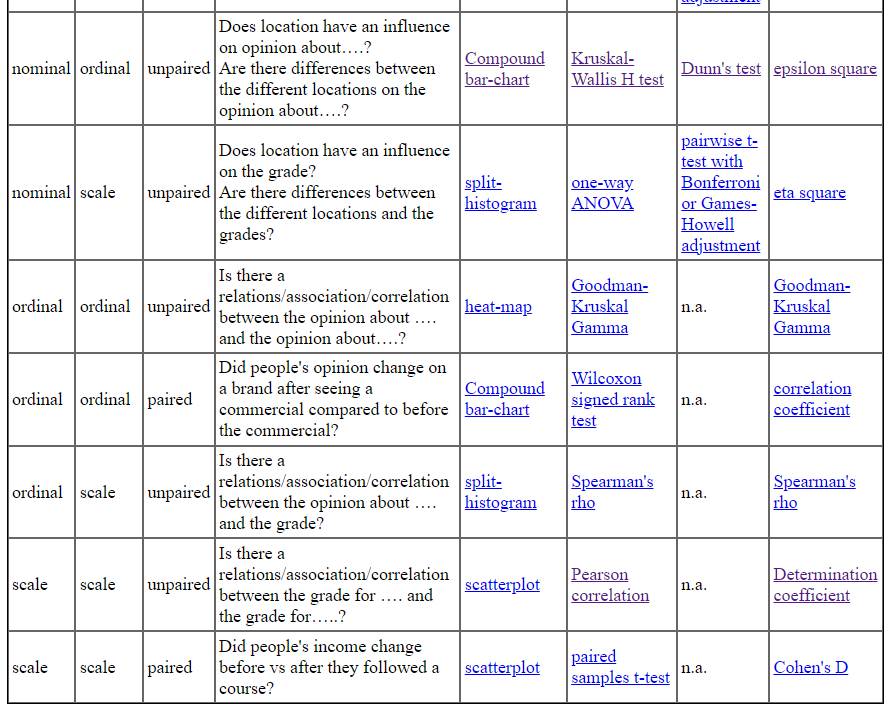 adjustment
nominal ordinal unpaired
Does location have an influence
on opinion about….?
Are there differences between
the different locations on the
opinion about….?
Compound
bar-chart
Kruskal-
Wallis H test
Dunn's test
epsilon square
nominal scale unpaired
Does location have an influence
on the grade?
Are there differences between
the different locations and the
grades?
split-
histogram
one-way
ANOVA
pairwise t-
test with
Bonferroni
or Games-
Howell
adjustment
eta square
ordinal ordinal unpaired
Is there a
relations/association/correlation
between the opinion about ….
and the opinion about….?
heat-map
Goodman-
Kruskal
Gamma
n.a.
Goodman-
Kruskal
Gamma
ordinal ordinal paired
Did people's opinion change on
a brand after seeing a
commercial compared to before
the commercial?
Compound
bar-chart
Wilcoxon
signed rank
test
n.a.
correlation
coefficient
ordinal scale unpaired
Is there a
relations/association/correlation
between the opinion about ….
and the grade?
split-
histogram
Spearman's
rho
n.a.
Spearman's
rho
scale scale unpaired
Is there a
relations/association/correlation
between the grade for …. and
the grade for…..?
scatterplot
Pearson
correlation
n.a.
Determination
coefficient
scale scale paired
Did people's income change
before vs after they followed a
course?
scatterplot
paired
samples t-test
n.a.
Cohen's D